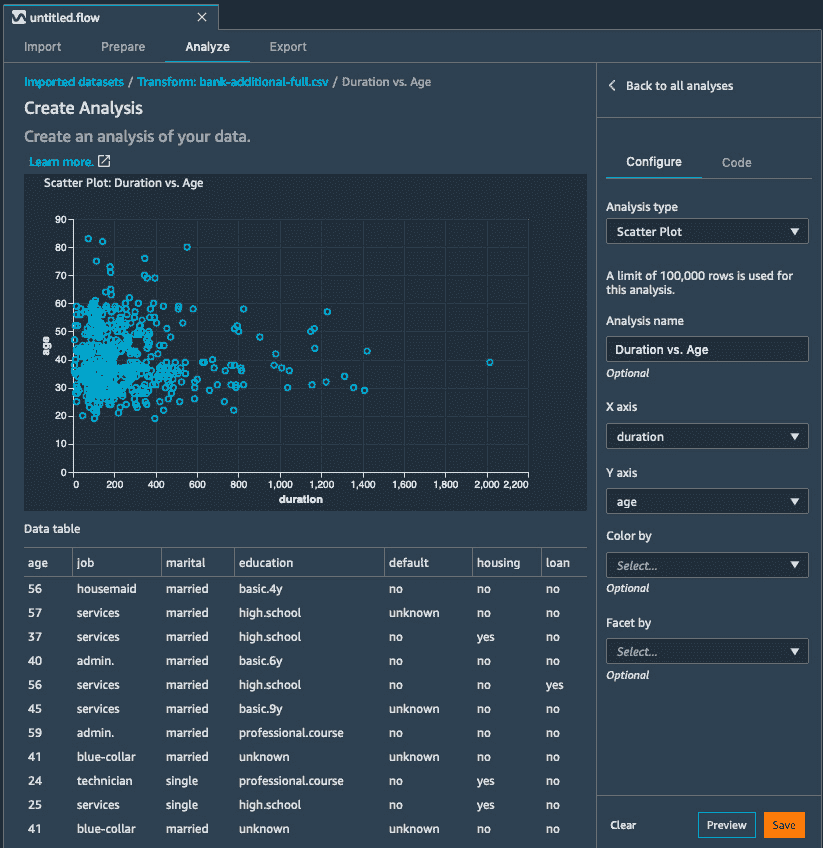 untitled.flow
Import Prepare Analyze Export
Imported datasets / Transform: bank-additional-full.csv / Duration vs. Age
Create Analysis
Create an analysis of your data.
Learn more.
Scatter Plot: Duration vs. Age
90
80
70
60
50
40
30
20
10
0
age
0 200 400 600 800 1,000 1,200 1,400 1,600 1,800 2,000 2,200
duration
Data table
age job marital education default housing loan
56 housemaid married basic.4y no no no
57 services married high.school unknown no no
37 services married high.school no yes no
40 admin. married basic.6y no no no
56 services married high.school no no yes
45 services married basic.9y unknown no no
59 admin. married professional.course no no no
41 blue-collar married unknown unknown no no
24 technician single professional.course no yes no
25 services single high.school no yes no
41 blue-collar married unknown unknown no no
Back to all analyses
Configure Code
Analysis type
Scatter Plot
A limit of 100,000 rows is used for
this analysis.
Analysis name
Duration vs. Age
Optional
X axis
duration
Y axis
age
Color by
Select...
Optional
Facet by
Select...
Optional
Clear Preview Save